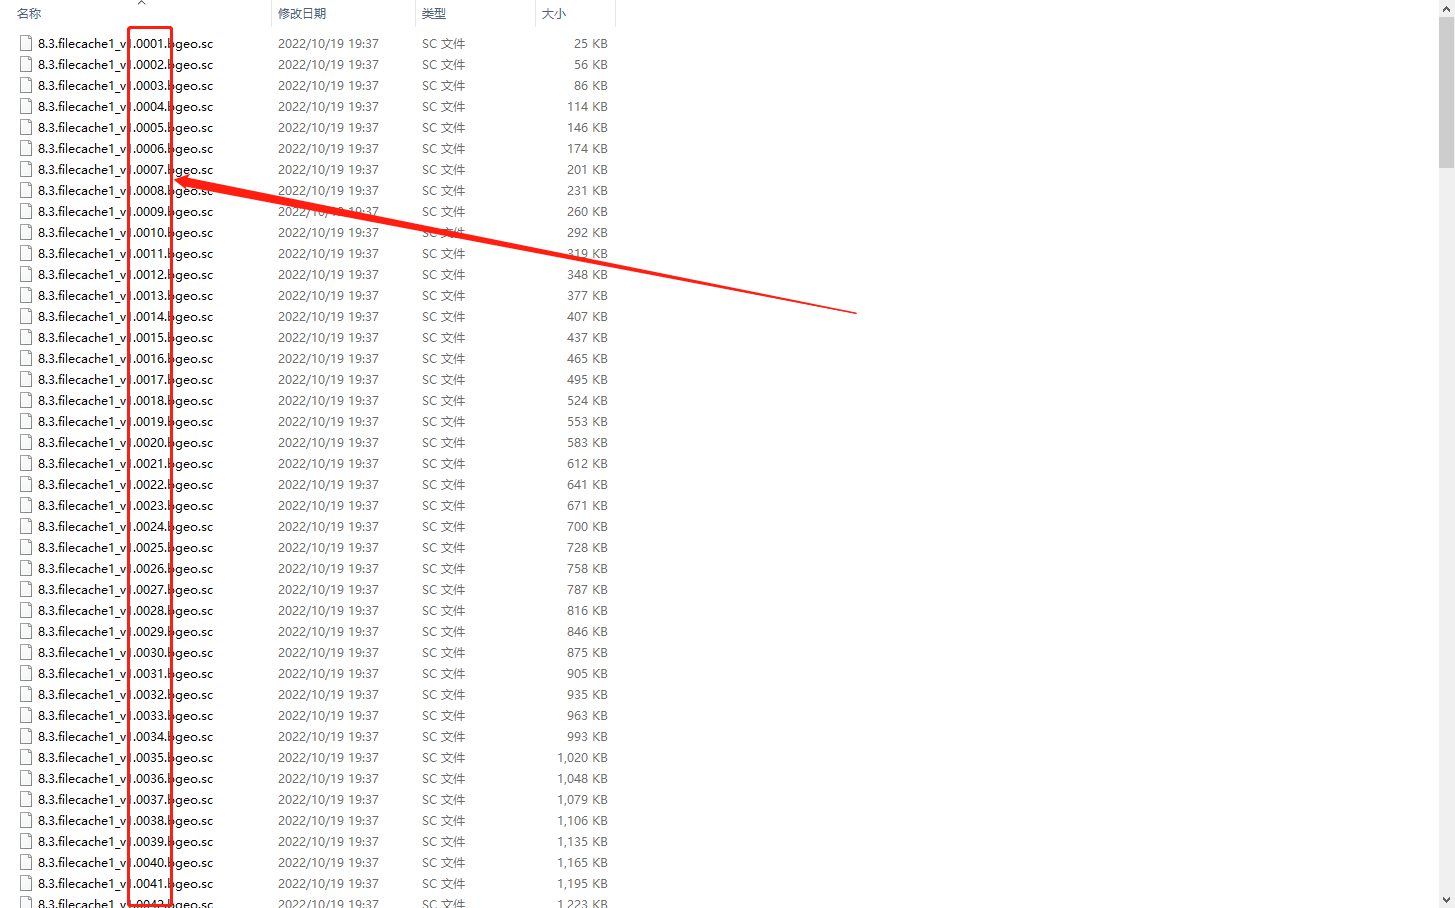 名称 修改日期 类型 大小
8.3.filecache1_v1.0001.bgeo.sc 2022/10/19 19:37 SC 文件 25 KB
8.3.filecache1_v1.0002.bgeo.sc 2022/10/19 19:37 SC 文件 56 KB
8.3.filecache1_v1.0003.bgeo.sc 2022/10/19 19:37 SC 文件 86 KB
8.3.filecache1_v1.0004.bgeo.sc 2022/10/19 19:37 SC 文件 114 KB
8.3.filecache1_v1.0005.bgeo.sc 2022/10/19 19:37 SC 文件 146 KB
8.3.filecache1_v1.0006.bgeo.sc 2022/10/19 19:37 SC 文件 174 KB
8.3.filecache1_v1.0007.bgeo.sc 2022/10/19 19:37 SC 文件 201 KB
8.3.filecache1_v1.0008.bgeo.sc 2022/10/19 19:37 SC 文件 231 KB
8.3.filecache1_v1.0009.bgeo.sc 2022/10/19 19:37 SC 文件 260 KB
8.3.filecache1_v1.0010.bgeo.sc 2022/10/19 19:37 SC 文件 292 KB
8.3.filecache1_v1.0011.bgeo.sc 2022/10/19 19:37 SC 文件 319 KB
8.3.filecache1_v1.0012.bgeo.sc 2022/10/19 19:37 SC 文件 348 KB
8.3.filecache1_v1.0013.bgeo.sc 2022/10/19 19:37 SC 文件 377 KB
8.3.filecache1_v1.0014.bgeo.sc 2022/10/19 19:37 SC 文件 407 KB
8.3.filecache1_v1.0015.bgeo.sc 2022/10/19 19:37 SC 文件 437 KB
8.3.filecache1_v1.0016.bgeo.sc 2022/10/19 19:37 SC 文件 465 KB
8.3.filecache1_v1.0017.bgeo.sc 2022/10/19 19:37 SC 文件 495 KB
8.3.filecache1_v1.0018.bgeo.sc 2022/10/19 19:37 SC 文件 524 KB
8.3.filecache1_v1.0019.bgeo.sc 2022/10/19 19:37 SC 文件 553 KB
8.3.filecache1_v1.0020.bgeo.sc 2022/10/19 19:37 SC 文件 583 KB
8.3.filecache1_v1.0021.bgeo.sc 2022/10/19 19:37 SC 文件 612 KB
8.3.filecache1_v1.0022.bgeo.sc 2022/10/19 19:37 SC 文件 641 KB
8.3.filecache1_v1.0023.bgeo.sc 2022/10/19 19:37 SC 文件 671 KB
8.3.filecache1_v1.0024.bgeo.sc 2022/10/19 19:37 SC 文件 700 KB
8.3.filecache1_v1.0025.bgeo.sc 2022/10/19 19:37 SC 文件 728 KB
8.3.filecache1_v1.0026.bgeo.sc 2022/10/19 19:37 SC 文件 758 KB
8.3.filecache1_v1.0027.bgeo.sc 2022/10/19 19:37 SC 文件 787 KB
8.3.filecache1_v1.0028.bgeo.sc 2022/10/19 19:37 SC 文件 816 KB
8.3.filecache1_v1.0029.bgeo.sc 2022/10/19 19:37 SC 文件 846 KB
8.3.filecache1_v1.0030.bgeo.sc 2022/10/19 19:37 SC 文件 875 KB
8.3.filecache1_v1.0031.bgeo.sc 2022/10/19 19:37 SC 文件 905 KB
8.3.filecache1_v1.0032.bgeo.sc 2022/10/19 19:37 SC 文件 935 KB
8.3.filecache1_v1.0033.bgeo.sc 2022/10/19 19:37 SC 文件 963 KB
8.3.filecache1_v1.0034.bgeo.sc 2022/10/19 19:37 SC 文件 993 KB
8.3.filecache1_v1.0035.bgeo.sc 2022/10/19 19:37 SC 文件 1,020 KB
8.3.filecache1_v1.0036.bgeo.sc 2022/10/19 19:37 SC 文件 1,048 KB
8.3.filecache1_v1.0037.bgeo.sc 2022/10/19 19:37 SC 文件 1,079 KB
8.3.filecache1_v1.0038.bgeo.sc 2022/10/19 19:37 SC 文件 1,106 KB
8.3.filecache1_v1.0039.bgeo.sc 2022/10/19 19:37 SC 文件 1,135 KB
8.3.filecache1_v1.0040.bgeo.sc 2022/10/19 19:37 SC 文件 1,165 KB
8.3.filecache1_v1.0041.bgeo.sc 2022/10/19 19:37 SC 文件 1,195 KB
8.3.filecache1_v1.0042.bgeo.sc 2022/10/19 19:37 SC 文件 1,223 KB